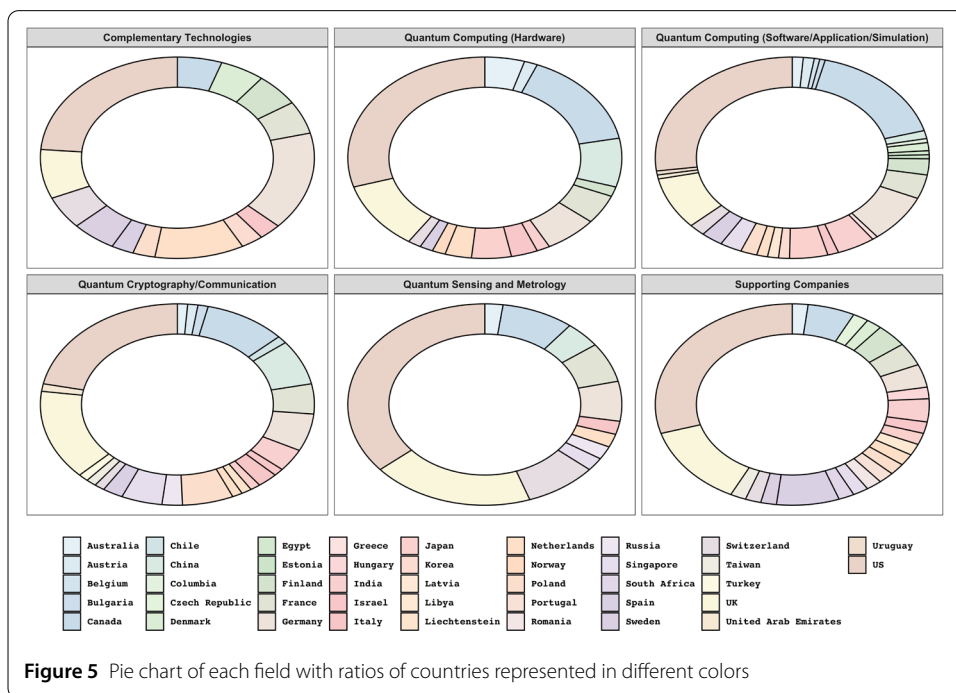 Complementary Technologies
Quantum Computing (Hardware)
Quantum Computing (Software/Application/Simulation)
Quantum Cryptography/Communication
Quantum Sensing and Metrology
Supporting Companies
Australia
Austria
Belgium
Bulgaria
Canada
Chile
China
Columbia
Czech Republic
Denmark
Egypt
Estonia
Finland
France
Germany
Greece
Hungary
India
Israel
Italy
Japan
Korea
Latvia
Libya
Liechtenstein
Netherlands
Norway
Poland
Portugal
Romania
Russia
Singapore
South Africa
Spain
Sweden
Switzerland
Taiwan
Turkey
UK
United Arab Emirates
Uruguay
US
Figure 5 Pie chart of each field with ratios of countries represented in different colors